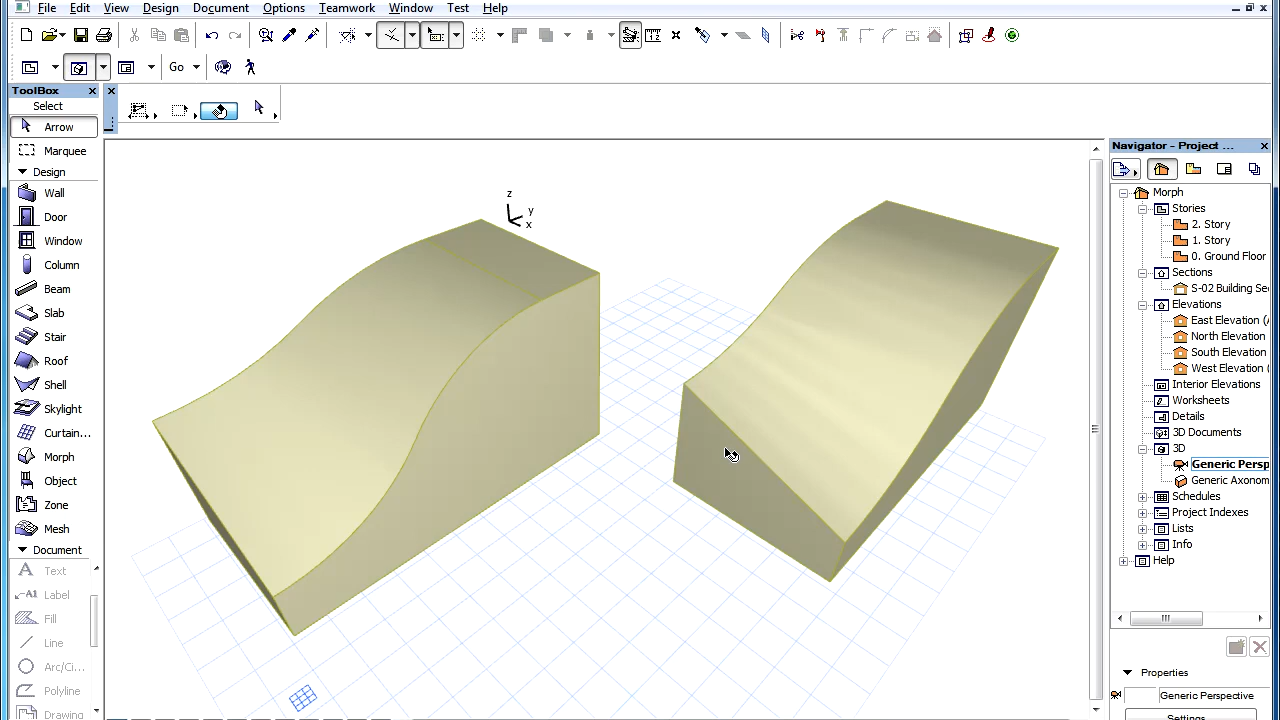 File Edit View Design Document Options Teamwork Window Test Help
Go
ToolBox
Select
Arrow
Marquee
Design
Wall
Door
Window
Column
Beam
Slab
Stair
Roof
Shell
Skylight
Curtain...
Morph
Object
Zone
Mesh
Document
Text
A1 Label
Fill
Line
Arc/Ci...
Polyline
Drawing
z
y
x
Navigator - Project ...
Morph
Stories
2. Story
1. Story
0. Ground Floor
Sections
S-02 Building Se
Elevations
East Elevation (
North Elevation
South Elevation
West Elevation (
Interior Elevations
Worksheets
Details
3D Documents
3D
Generic Persp
Generic Axonom
Schedules
Project Indexes
Lists
Info
Help
Properties
Generic Perspective
Settings